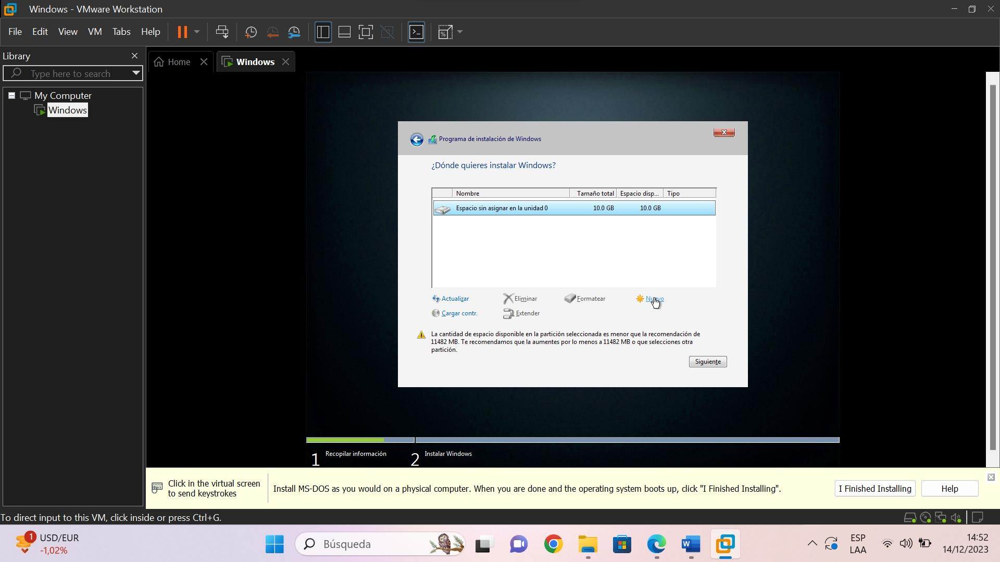 Windows - VMware Workstation
File Edit View VM Tabs Help
Library
Home
Windows
Type here to search
My Computer
Windows
Programa de instalación de Windows
¿Dónde quieres instalar Windows?
Nombre Tamaño total Espacio disp... Tipo
Espacio sin asignar en la unidad 0 10.0 GB 10.0 GB
Actualizar Eliminar Formatear Nuevo
Cargar contr. Extender
La cantidad de espacio disponible en la partición seleccionada es menor que la recomendación de
11482 MB. Te recomendamos que la aumentes por lo menos a 11482 MB o que selecciones otra
partición.
Siguiente
1 Recopilar información 2 Instalar Windows
Click in the virtual screen
to send keystrokes
Install MS-DOS as you would on a physical computer. When you are done and the operating system boots up, click "I Finished Installing".
I Finished Installing
Help
To direct input to this VM, click inside or press Ctrl+G.
1
USD/EUR
-1,02%
Búsqueda
ESP
LAA
14:52
14/12/2023